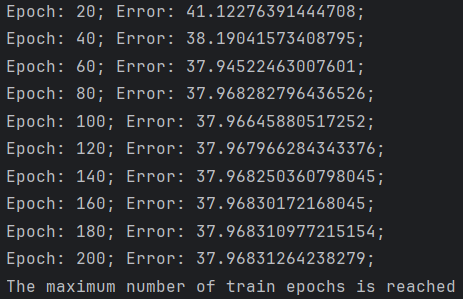 Epoch: 20; Error: 41.12276391444708;
Epoch: 40; Error: 38.19041573408795;
Epoch: 60; Error: 37.94522463007601;
Epoch: 80; Error: 37.968282796436526;
Epoch: 100; Error: 37.96645880517252;
Epoch: 120; Error: 37.967966284343376;
Epoch: 140; Error: 37.968250360798045;
Epoch: 160; Error: 37.96830172168045;
Epoch: 180; Error: 37.968310977215154;
Epoch: 200; Error: 37.96831264238279;
The maximum number of train epochs is reached